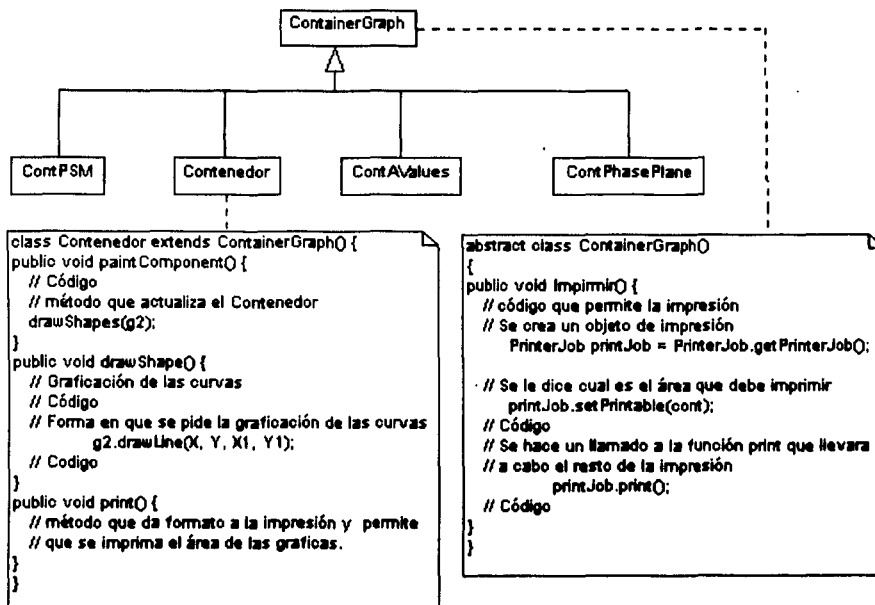 ContainerGraph
ContPSM
Contenedor
ContAValues
ContPhasePlane
class Contenedor extends ContainerGraph() {
public void paintComponent() {
// Código
// método que actualiza el Contenedor
drawShapes(g2);
}
public void drawShape() {
// Graficación de las curvas
// Código
// Forma en que se pide la graficación de las curvas
g2.drawLine(X, Y, X1, Y1);
// Codigo
}
public void print() {
// método que da formato a la impresión y permite
// que se imprima el área de las graficas.
}
}
abstract class ContainerGraph()
{
public void Impirmir() {
// código que permite la impresión
// Se crea un objeto de impresión
PrinterJob printJob = PrinterJob.getPrinterJob();
// Se le dice cual es el área que debe imprimir
printJob.setPrintable(cont);
// Código
// Se hace un llamado a la función print que llevara
// a cabo el resto de la impresión
printJob.print();
// Código
}
}